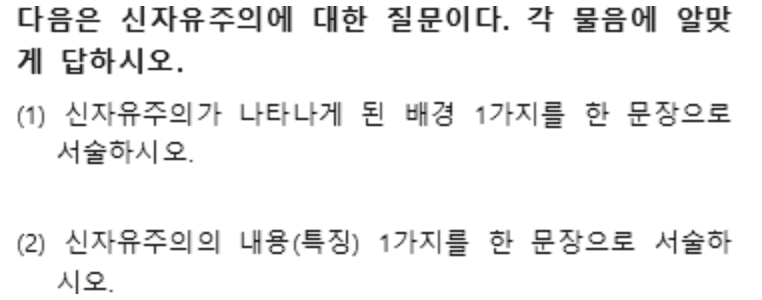 다음은 신자유주의에 대한 질문이다. 각 물음에 알맞
게 답하시오.
(1) 신자유주의가 나타나게 된 배경 1가지를 한 문장으로
서술하시오.
(2) 신자유주의의 내용(특징) 1가지를 한 문장으로 서술하
시오.